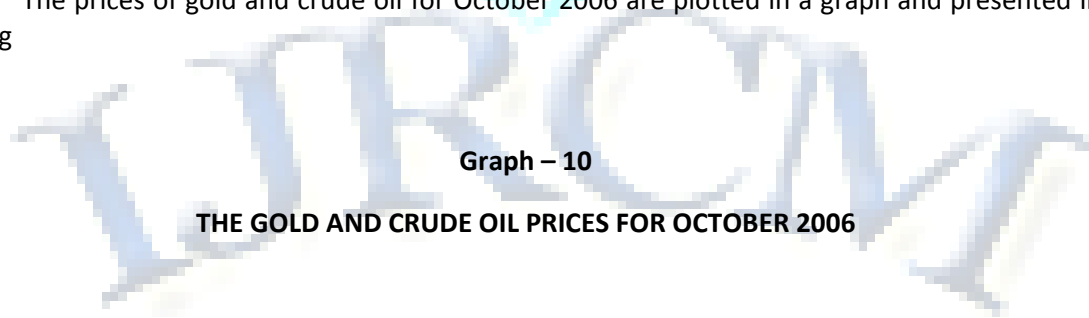 The prices of gold and crude oil for October 2006 are plotted in a graph and presented
g
IJRCM
Graph – 10
THE GOLD AND CRUDE OIL PRICES FOR OCTOBER 2006